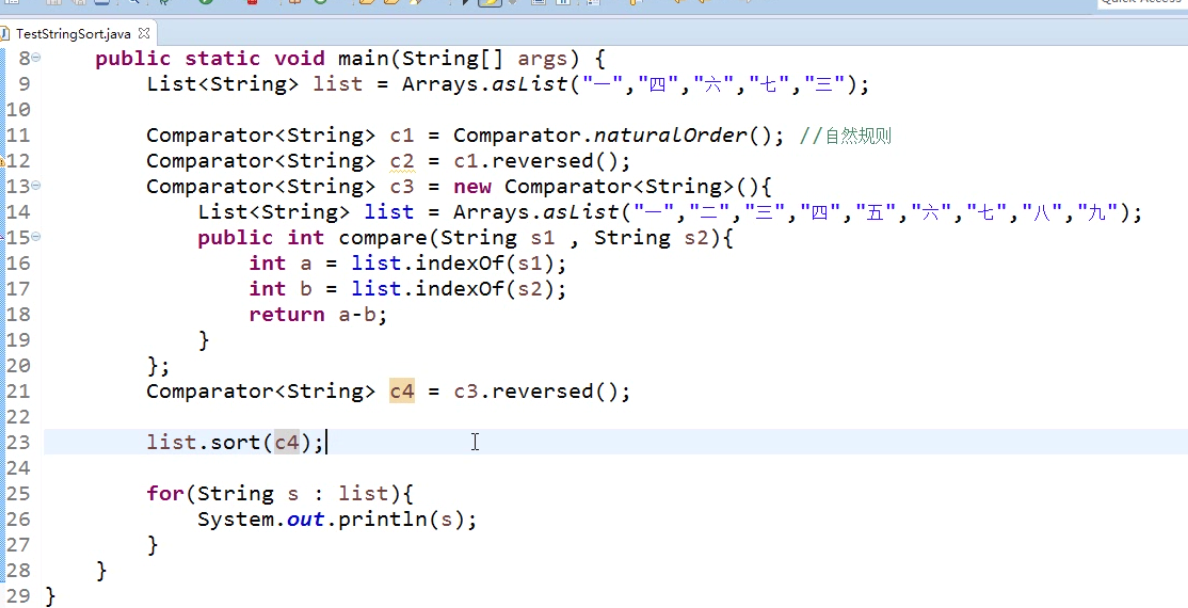 Quick Access
TestStringSort.java
8 public static void main(String[] args) {
9 List<String> list = Arrays.asList("一","四","六","七","三");
10
11 Comparator<String> c1 = Comparator.naturalOrder(); //自然规则
12 Comparator<String> c2 = c1.reversed();
13 Comparator<String> c3 = new Comparator<String>(){
14 List<String> list = Arrays.asList("一","二","三","四","五","六","七","八","九");
15 public int compare(String s1 , String s2){
16 int a = list.indexOf(s1);
17 int b = list.indexOf(s2);
18 return a-b;
19 }
20 };
21 Comparator<String> c4 = c3.reversed();
22
23 list.sort(c4);
24
25 for(String s : list){
26 System.out.println(s);
27 }
28 }
29 }